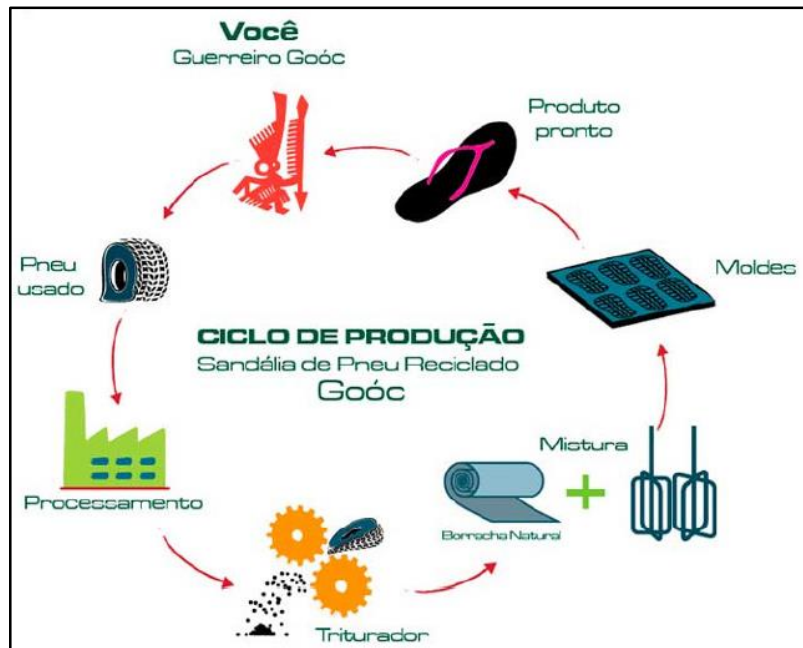 Você
Guerreiro Goóc
Produto
pronto
Pneu
usado
Moldes
CICLO DE PRODUÇÃO
Sandália de Pneu Reciclado
Goóc
Mistura
Processamento
Borracha Natural
Triturador